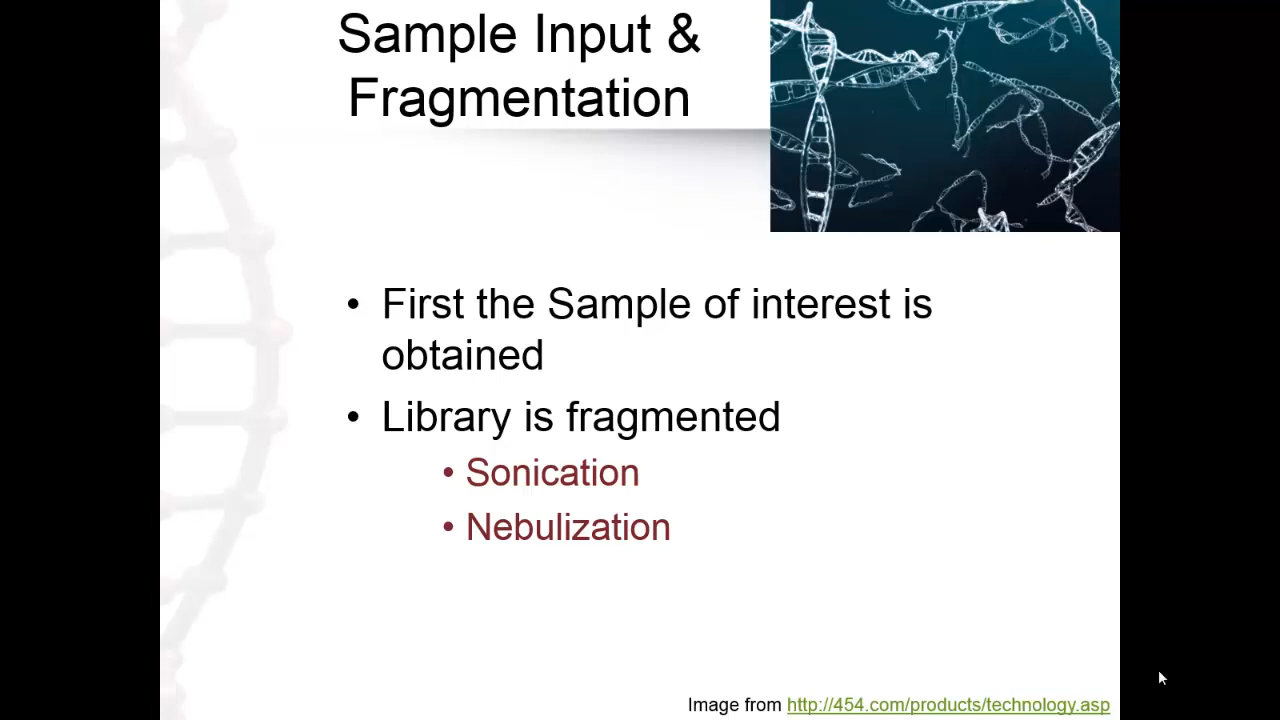 Sample Input &
Fragmentation
• First the Sample of interest is
obtained
• Library is fragmented
• Sonication
• Nebulization
Image from http://454.com/products/technology.asp